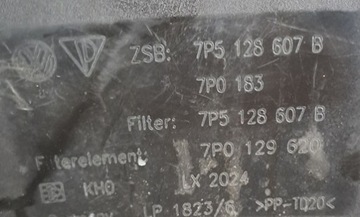 ZSB: 7P5 128 607 B
7P0 183
Filter: 7P5 128 607 B
Filterelement: 7P0 129 620
KHO LX 2024
LP 1823/6 >PP-TD20<